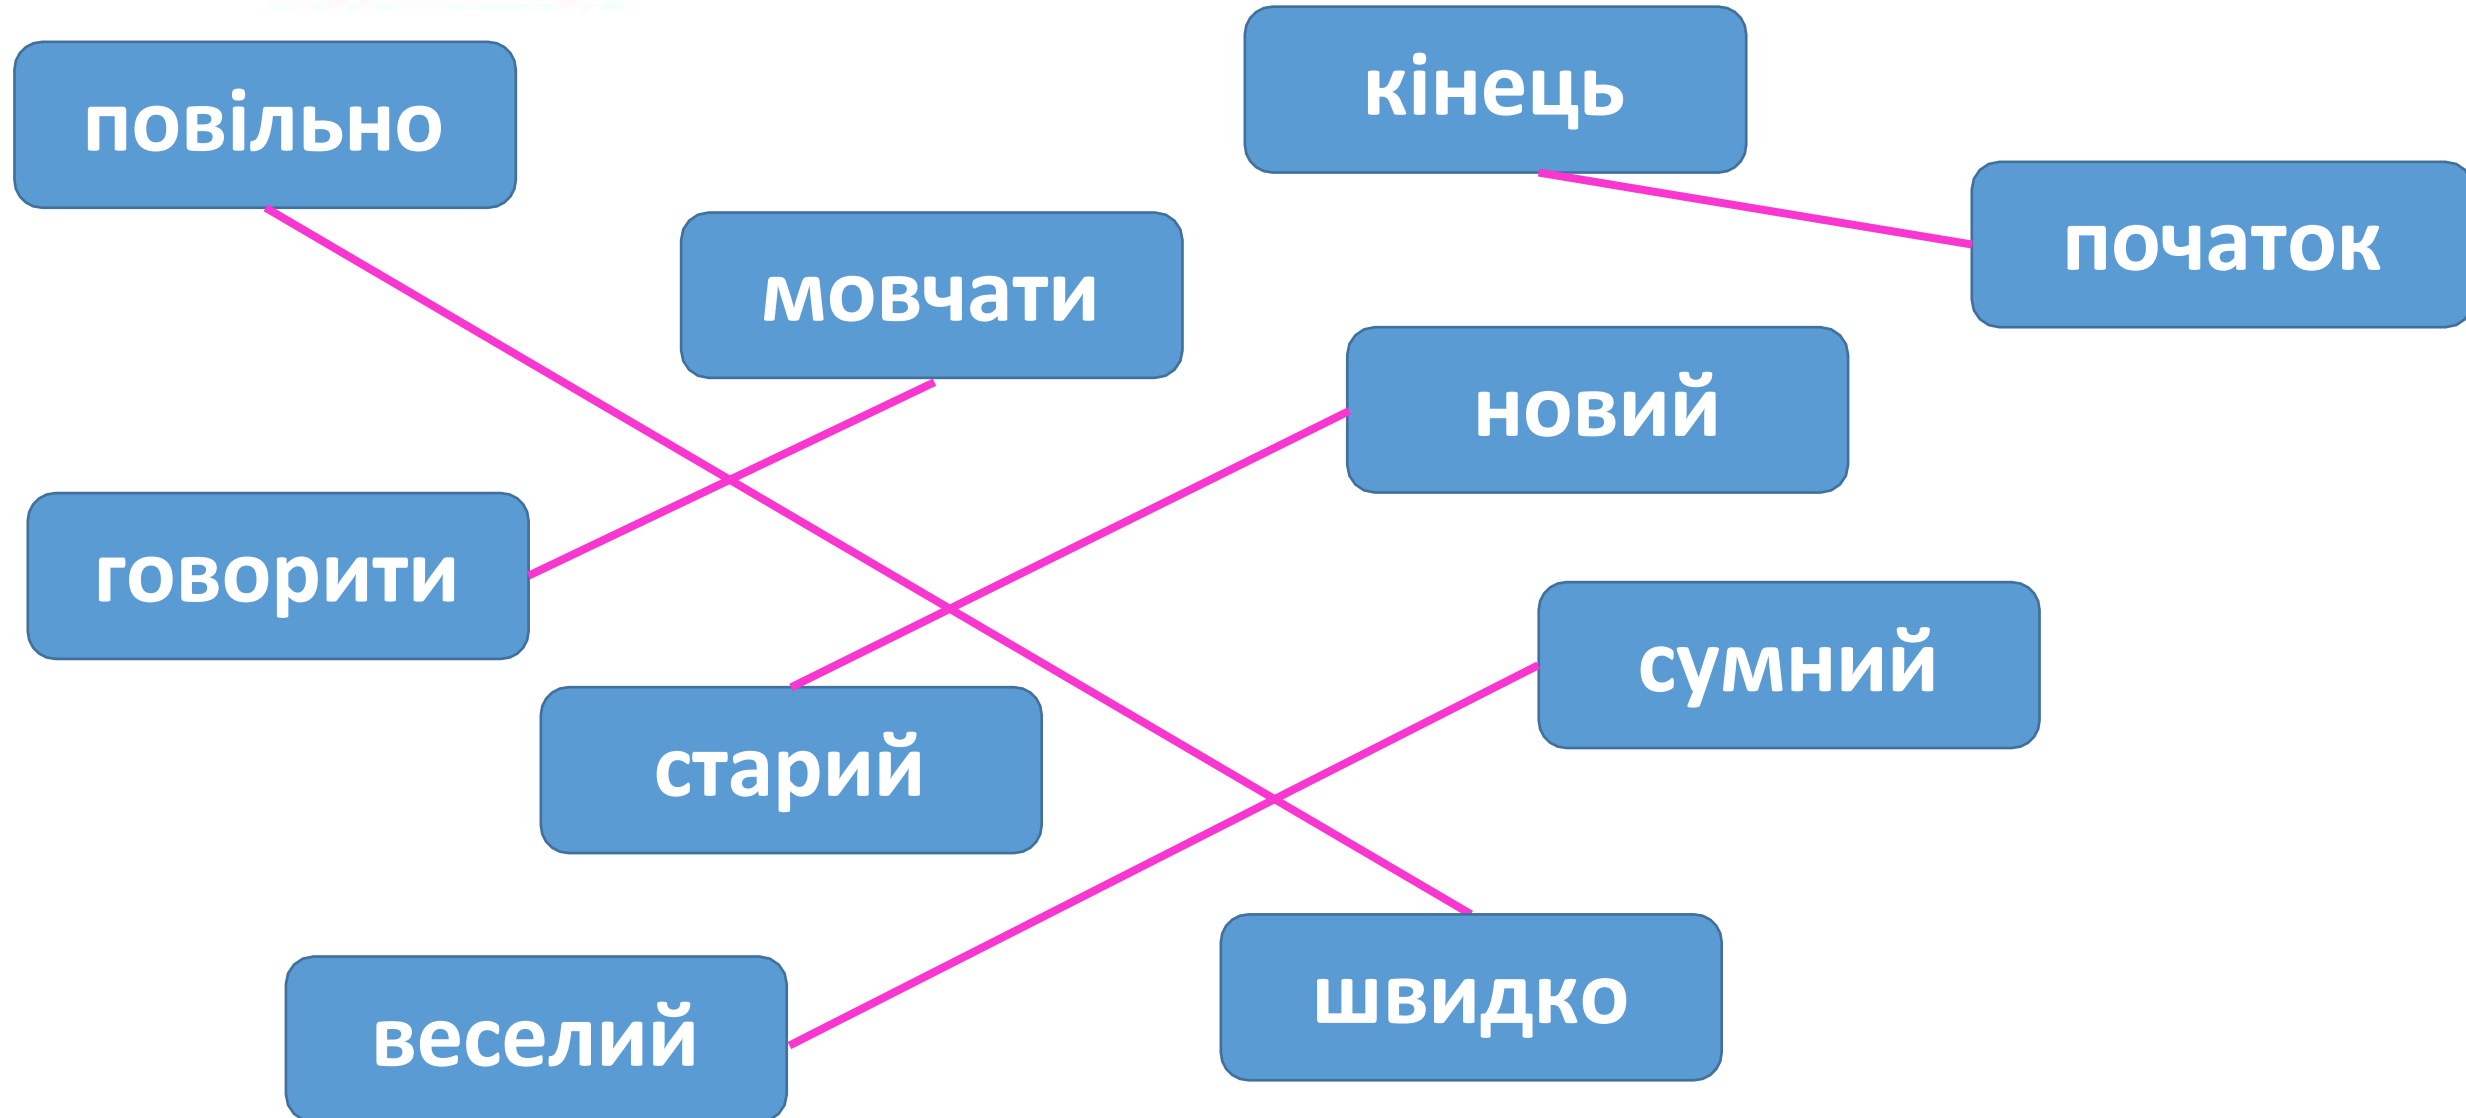 кінець
повільно
початок
мовчати
новий
говорити
сумний
старий
швидко
веселий